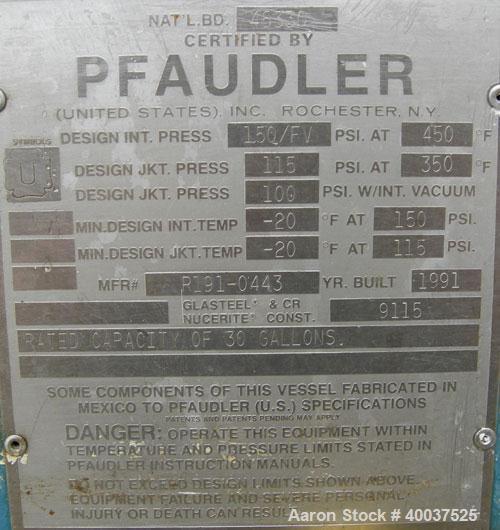 NAT'L. BD.
CERTIFIED BY
PFAUDLER
(UNITED STATES), INC. ROCHESTER, N.Y.
DESIGN INT. PRESS 150/FV PSI. AT 450 °F
SYMBOLS
U
DESIGN JKT. PRESS 115 PSI. AT 350 °F
DESIGN JKT. PRESS 100 PSI. W/INT. VACUUM
MIN. DESIGN INT. TEMP -20 °F AT 150 PSI.
MIN. DESIGN JKT. TEMP -20 °F AT 115 PSI.
MFR# R191-0443 YR. BUILT 1991
GLASTEEL® & CR
NUCERITE® CONST. 9115
RATED CAPACITY OF 30 GALLONS.
SOME COMPONENTS OF THIS VESSEL FABRICATED IN
MEXICO TO PFAUDLER (U.S.) SPECIFICATIONS
PATENTS AND PATENTS PENDING MAY APPLY
DANGER: OPERATE THIS EQUIPMENT WITHIN
TEMPERATURE AND PRESSURE LIMITS STATED IN
PFAUDLER INSTRUCTION MANUALS.
DO NOT EXCEED DESIGN LIMITS SHOWN ABOVE.
EQUIPMENT FAILURE AND SEVERE PERSONAL
INJURY OR DEATH CAN RESULT.
Aaron Stock # 40037525